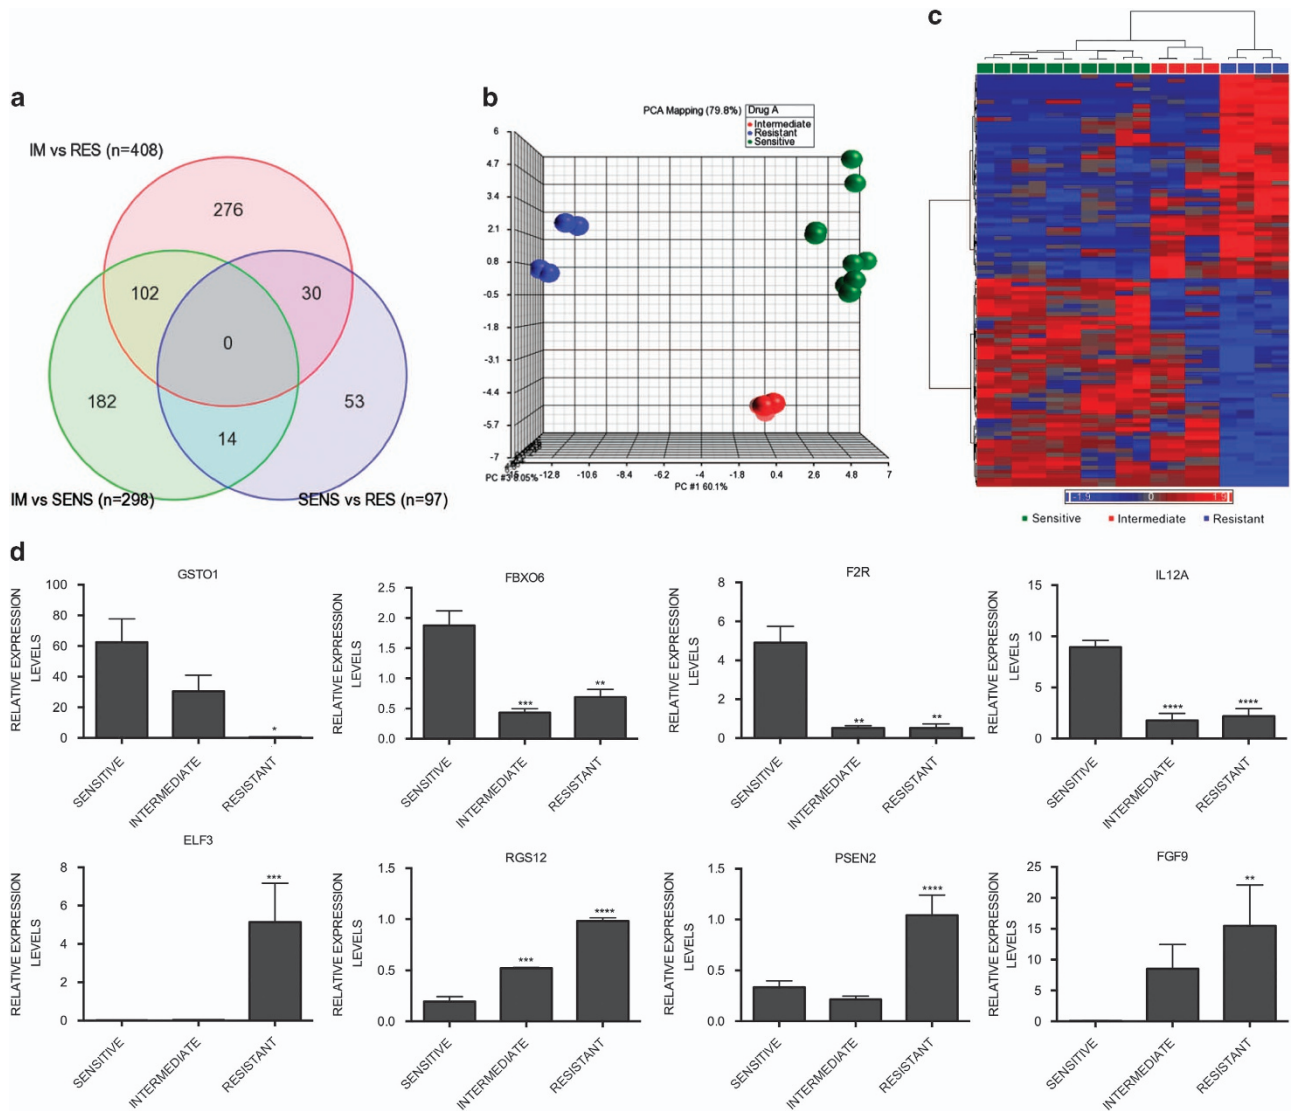 a
IM vs RES (n=408)
276
102
30
0
182
53
14
IM vs SENS (n=298)
SENS vs RES (n=97)
b
PCA Mapping (79.8%)
Drug A
Intermediate
Resistant
Sensitive
6
4.7
3.4
2.1
0.8
-0.5
-1.8
-3.1
-4.4
-5.7
-7
-12.6
-10.6
-8.4
-6.2
-4
-1.8
0.4
2.6
4.8
7
PC #1 60.1%
c
-1.9
0
1.9
Sensitive
Intermediate
Resistant
d
GSTO1
RELATIVE EXPRESSION
LEVELS
100
80
60
40
20
0
*
SENSITIVE
INTERMEDIATE
RESISTANT
FBXO6
RELATIVE EXPRESSION
LEVELS
2.5
2.0
1.5
1.0
0.5
0.0
***
**
SENSITIVE
INTERMEDIATE
RESISTANT
F2R
RELATIVE EXPRESSION
LEVELS
8
6
4
2
0
**
**
SENSITIVE
INTERMEDIATE
RESISTANT
IL12A
RELATIVE EXPRESSION
LEVELS
15
10
5
0
****
****
SENSITIVE
INTERMEDIATE
RESISTANT
ELF3
RELATIVE EXPRESSION
LEVELS
8
6
4
2
0
***
SENSITIVE
INTERMEDIATE
RESISTANT
RGS12
RELATIVE EXPRESSION
LEVELS
1.5
1.0
0.5
0.0
***
****
SENSITIVE
INTERMEDIATE
RESISTANT
PSEN2
RELATIVE EXPRESSION
LEVELS
1.5
1.0
0.5
0.0
****
SENSITIVE
INTERMEDIATE
RESISTANT
FGF9
RELATIVE EXPRESSION
LEVELS
25
20
15
10
5
0
**
SENSITIVE
INTERMEDIATE
RESISTANT